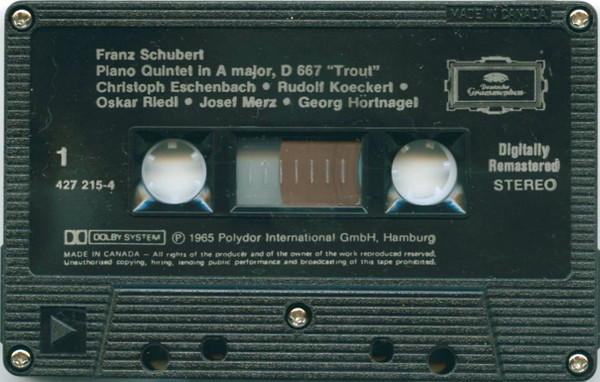 MADE IN CANADA
Franz Schubert
Piano Quintet in A major, D 667 "Trout"
Christoph Eschenbach • Rudolf Koeckert •
Oskar Riedl • Josef Merz • Georg Hörtnagel
Deutsche
Grammophon
1
427 215-4
Digitally
Remastered
STEREO
DOLBY SYSTEM ℗ 1965 Polydor International GmbH, Hamburg
MADE IN CANADA – All rights of the producer and of the owner of the work reproduced reserved.
Unauthorised copying, hiring, lending public performance and broadcasting of this tape prohibited.